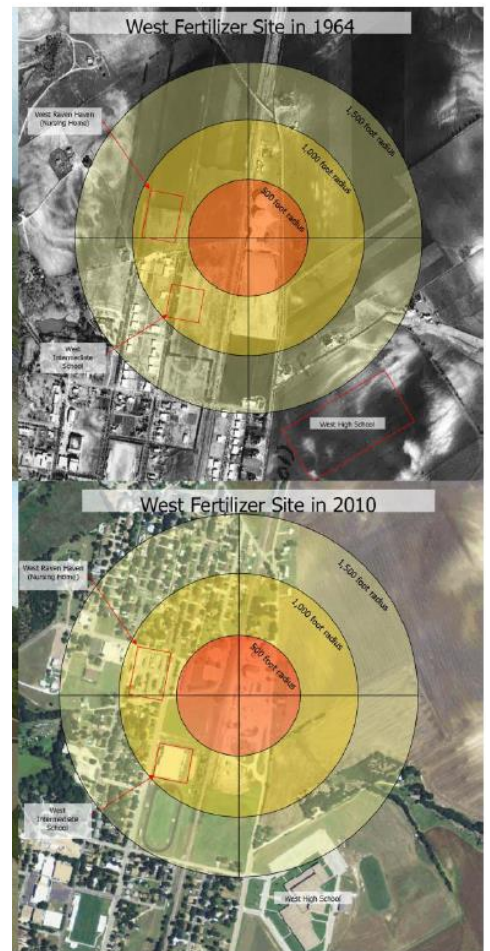 West Fertilizer Site in 1964
1,500 foot radius
West Raven Haven
(Nursing Home)
1,000 foot radius
500 foot radius
West
Intermediate
School
West High School
West Fertilizer Site in 2010
1,500 foot radius
West Raven Haven
(Nursing Home)
1,000 foot radius
500 foot radius
West
Intermediate
School
West High School